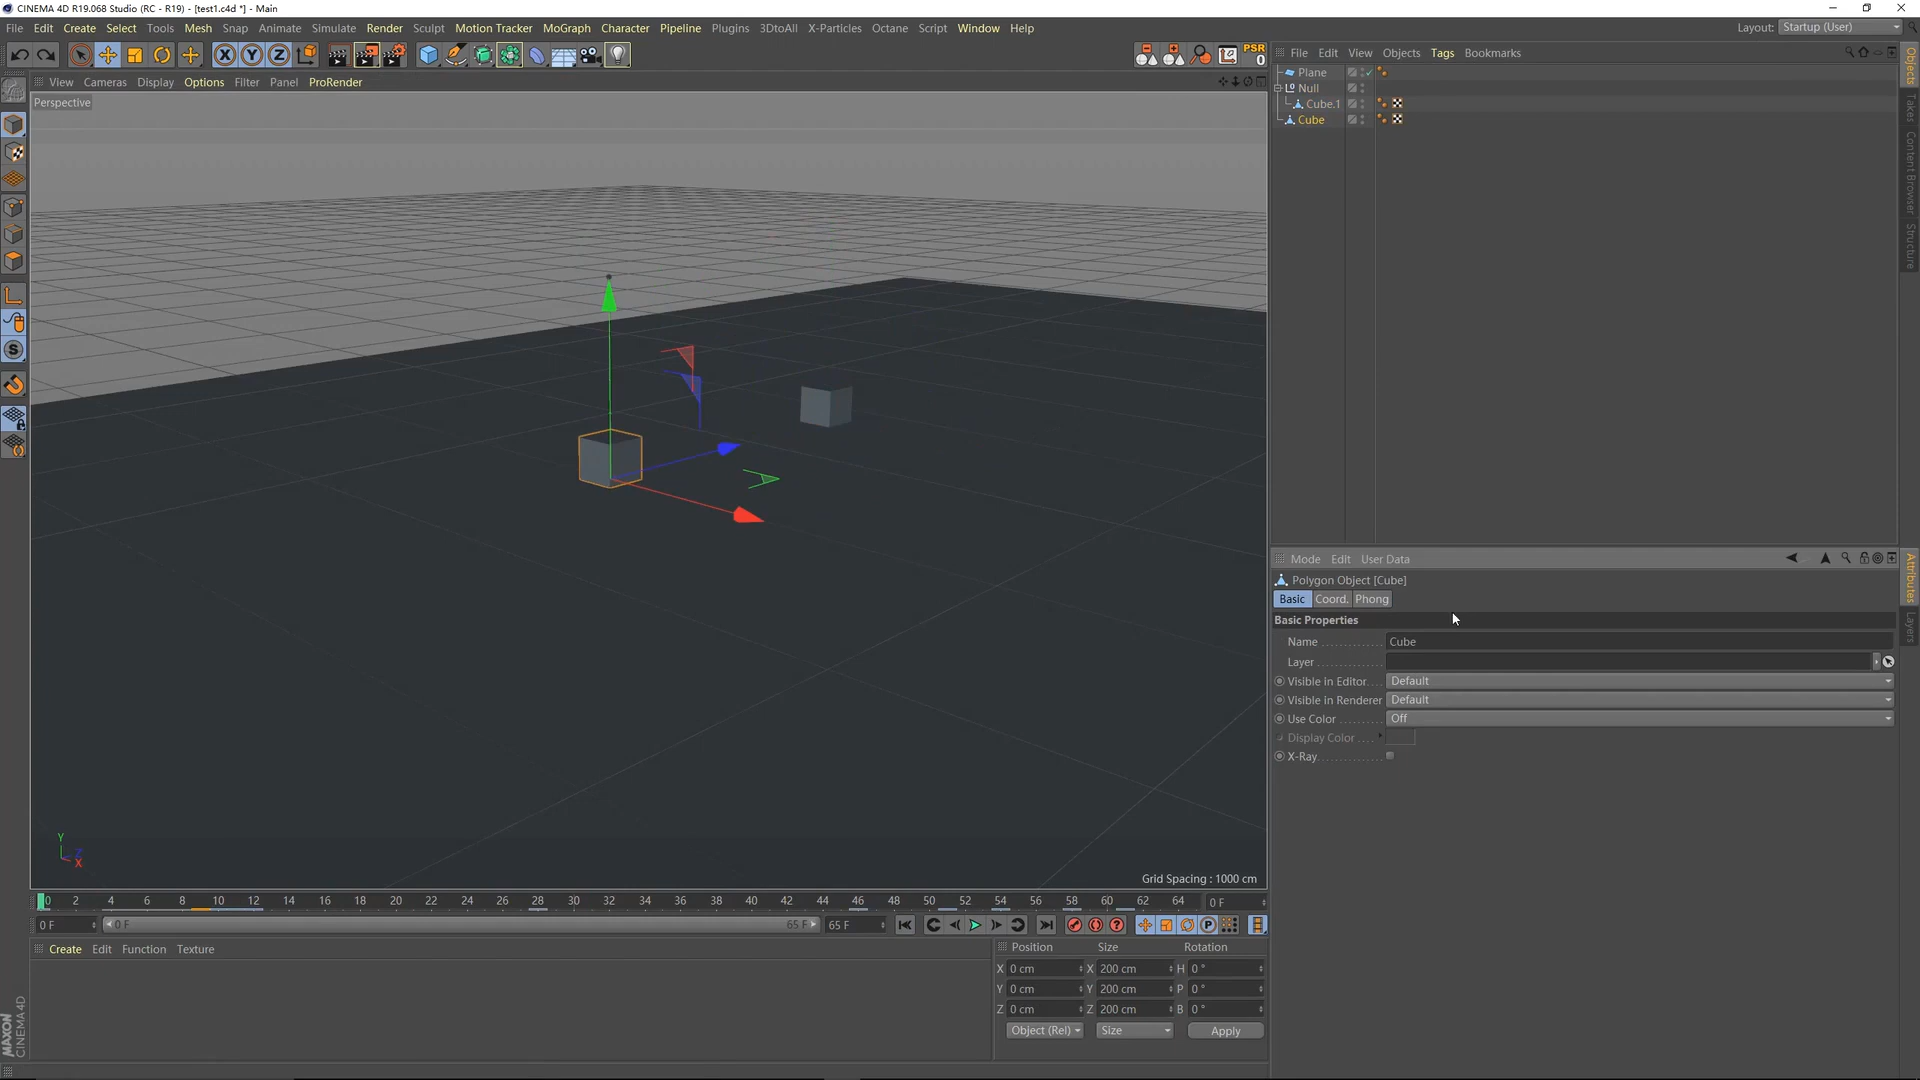 CINEMA 4D R19.068 Studio (RC - R19) - [test1.c4d *] - Main
File Edit Create Select Tools Mesh Snap Animate Simulate Render Sculpt Motion Tracker MoGraph Character Pipeline Plugins 3DtoAll X-Particles Octane Script Window Help
Layout: Startup (User)
X Y Z PSR 0
File Edit View Objects Tags Bookmarks
View Cameras Display Options Filter Panel ProRender
Perspective
Plane
Null
Cube.1
Cube
Objects
Takes
Content Browser
Structure
Mode Edit User Data
Polygon Object [Cube]
Basic Coord. Phong
Basic Properties
Name Cube
Layer
Visible in Editor Default
Visible in Renderer Default
Use Color Off
Display Color
X-Ray
Attributes
Layers
Y
Z
X
Grid Spacing : 1000 cm
0 2 4 6 8 10 12 14 16 18 20 22 24 26 28 30 32 34 36 38 40 42 44 46 48 50 52 54 56 58 60 62 64 0 F
0 F 0 F 65 F 65 F
Create Edit Function Texture
Position Size Rotation
X 0 cm X 200 cm H 0 °
Y 0 cm Y 200 cm P 0 °
Z 0 cm Z 200 cm B 0 °
Object (Rel) Size Apply
MAXON
CINEMA 4D